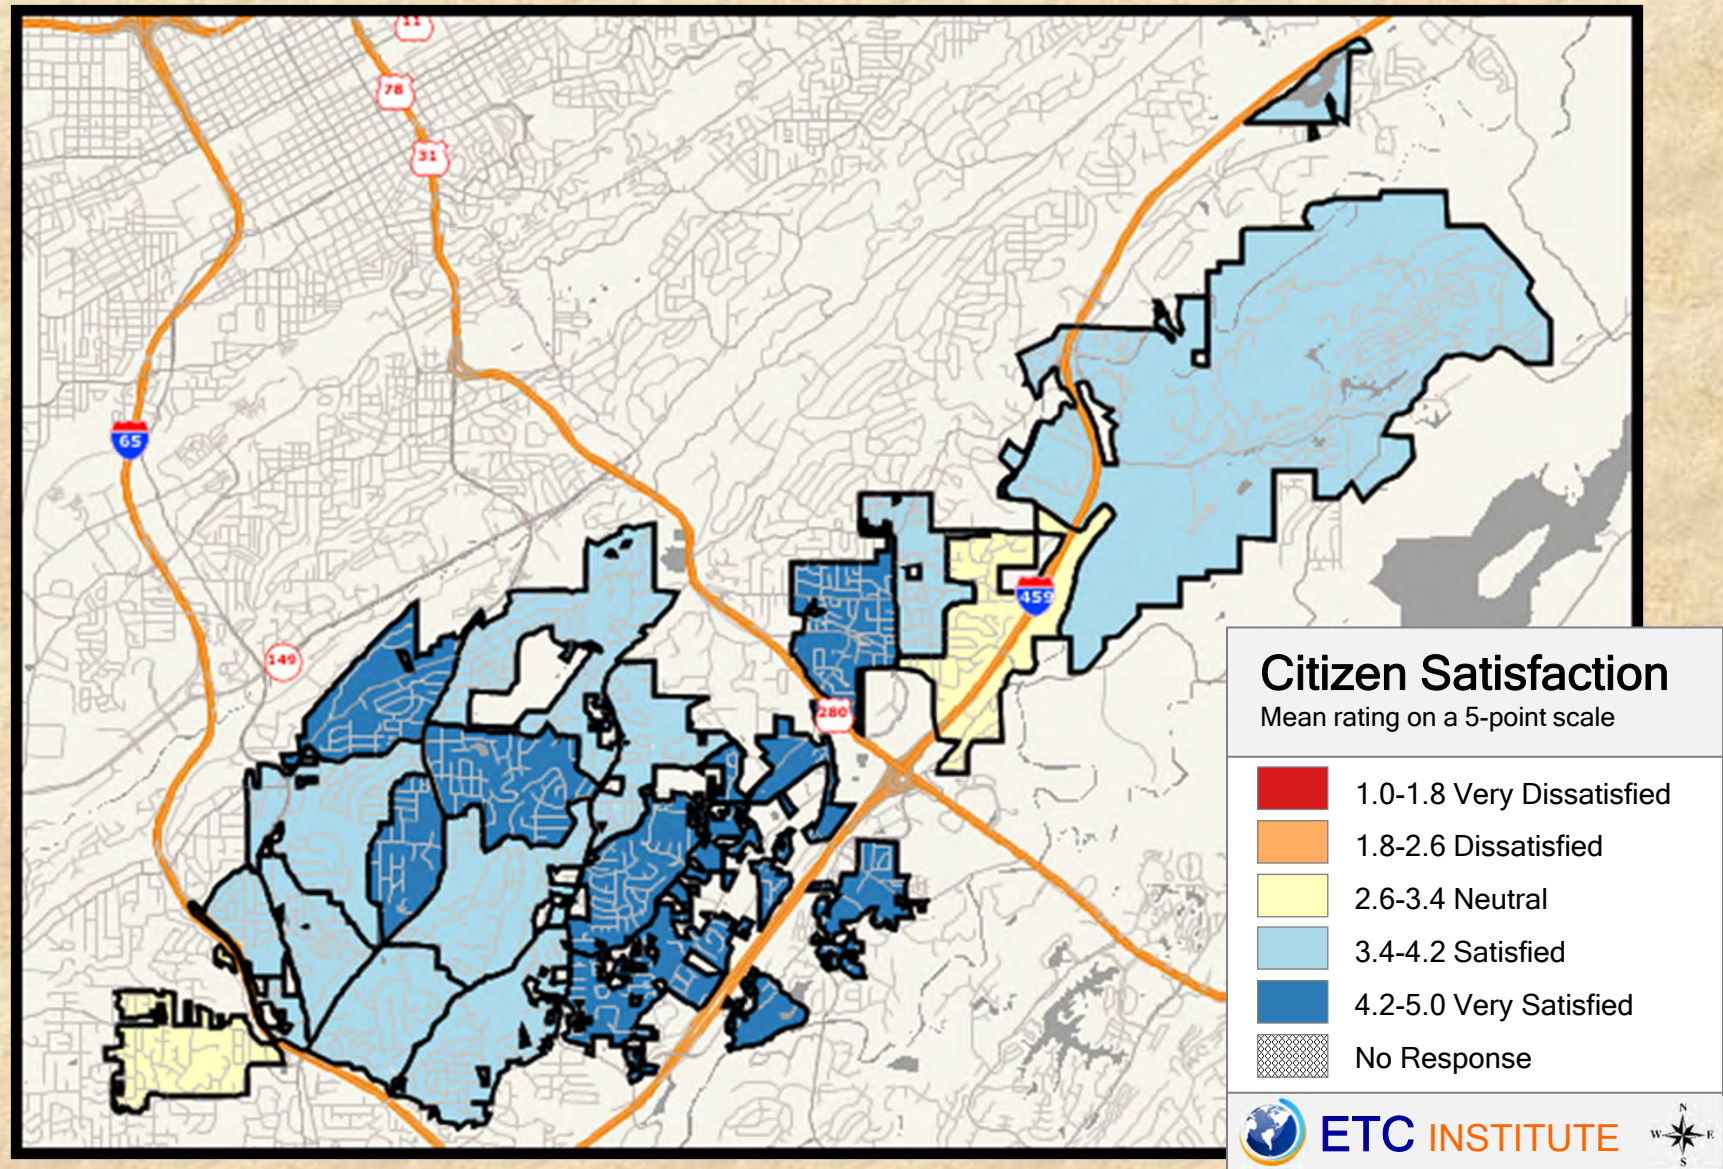 11
78
31
65
149
280
459
Citizen Satisfaction
Mean rating on a 5-point scale
1.0-1.8 Very Dissatisfied
1.8-2.6 Dissatisfied
2.6-3.4 Neutral
3.4-4.2 Satisfied
4.2-5.0 Very Satisfied
No Response
ETC INSTITUTE
N
W E
S